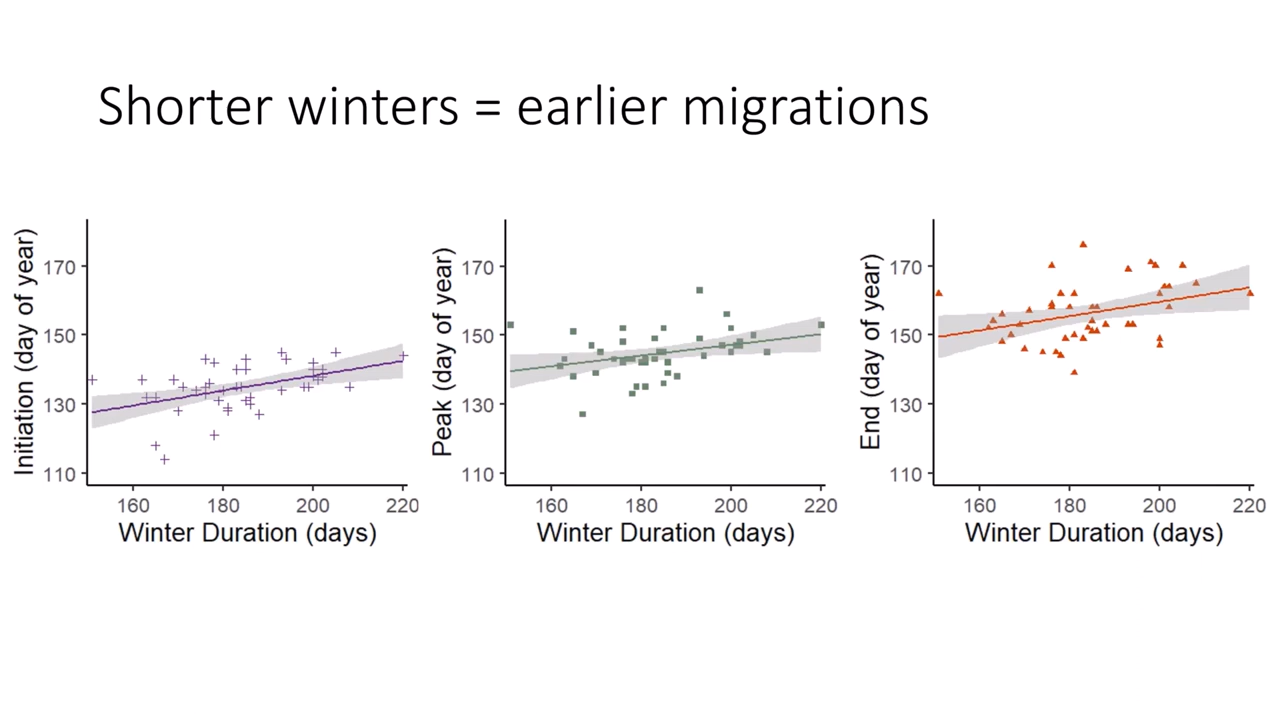 Shorter winters = earlier migrations
Initiation (day of year)
170
150
130
110
160 180 200 220
Winter Duration (days)
Peak (day of year)
170
150
130
110
160 180 200 220
Winter Duration (days)
End (day of year)
170
150
130
110
160 180 200 220
Winter Duration (days)